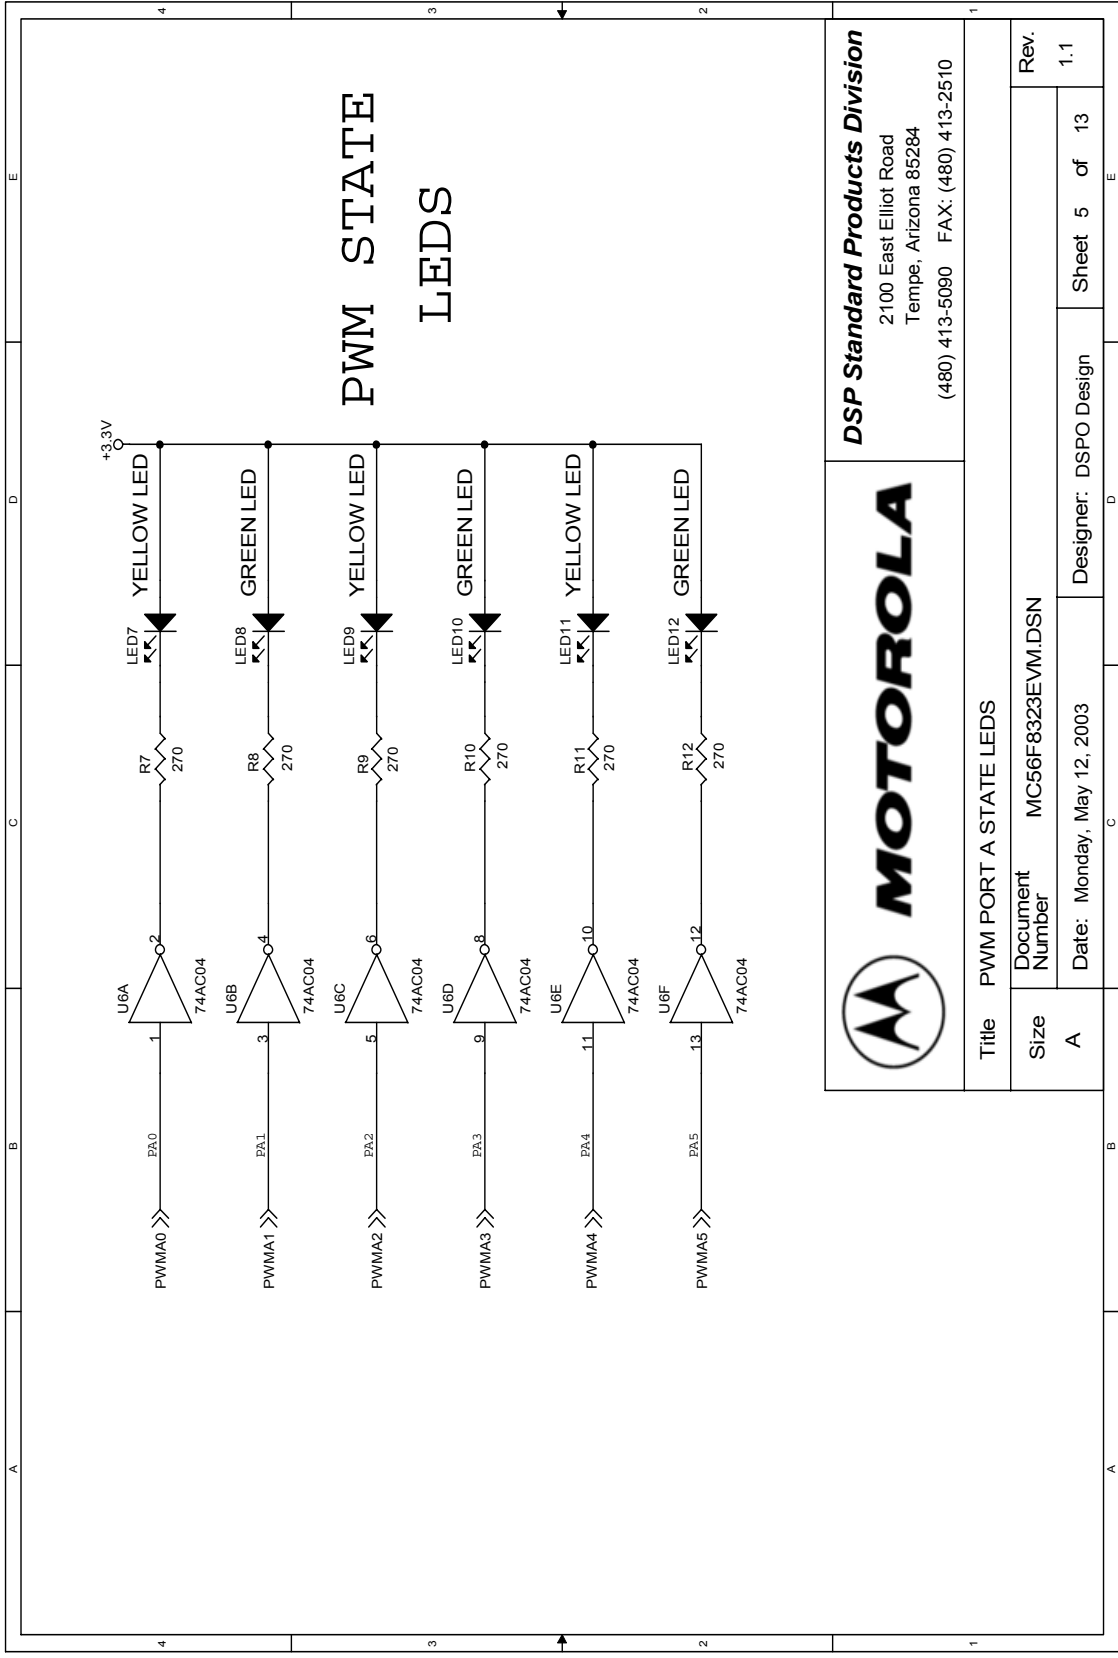 A
B
C
D
E
+3.3V
PWMA0
PA0
1
U6A
2
74AC04
R7
270
LED7
YELLOW LED
PWMA1
PA1
3
U6B
4
74AC04
R8
270
LED8
GREEN LED
PWMA2
PA2
5
U6C
6
74AC04
R9
270
LED9
YELLOW LED
PWMA3
PA3
9
U6D
8
74AC04
R10
270
LED10
GREEN LED
PWMA4
PA4
11
U6E
10
74AC04
R11
270
LED11
YELLOW LED
PWMA5
PA5
13
U6F
12
74AC04
R12
270
LED12
GREEN LED
PWM STATE
LEDS
4
3
2
1
4
3
2
1
MOTOROLA
DSP Standard Products Division
2100 East Elliot Road
Tempe, Arizona 85284
(480) 413-5090 FAX: (480) 413-2510
Title PWM PORT A STATE LEDS
Size
A
Document
Number
MC56F8323EVM.DSN
Rev.
1.1
Date: Monday, May 12, 2003
Designer: DSPO Design
Sheet 5 of 13
A
B
C
D
E